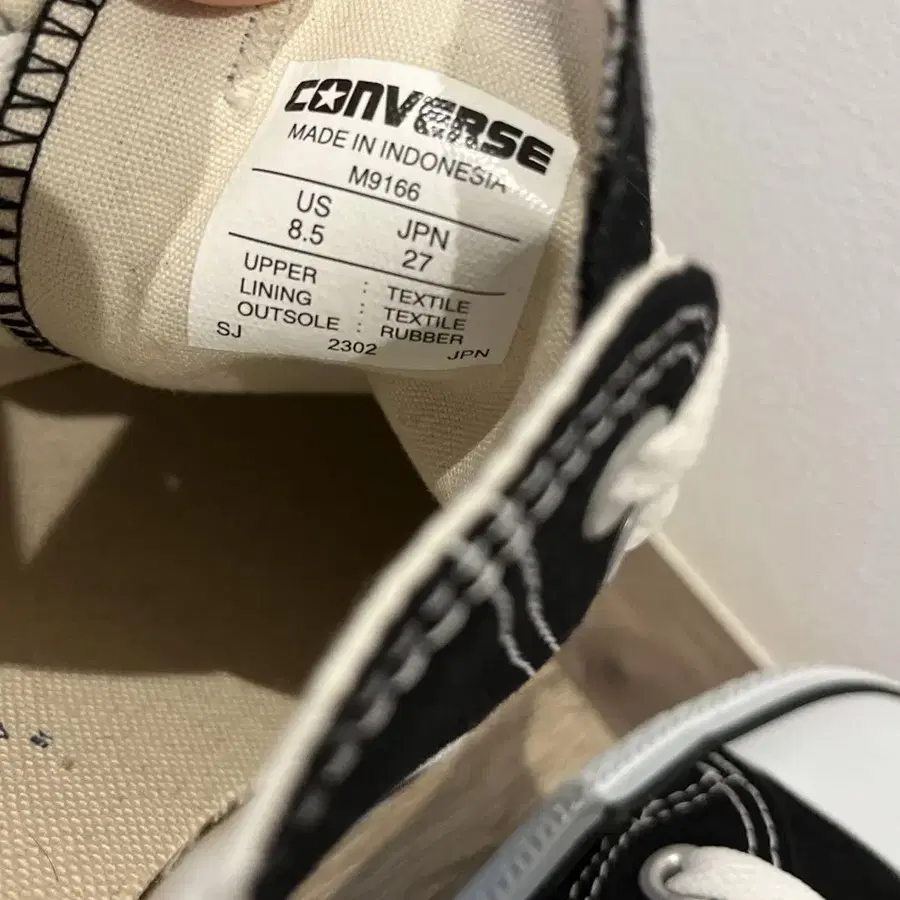 CONVERSE
MADE IN INDONESIA
M9166
US JPN
8.5 27
UPPER : TEXTILE
LINING : TEXTILE
OUTSOLE : RUBBER
SJ 2302 JPN